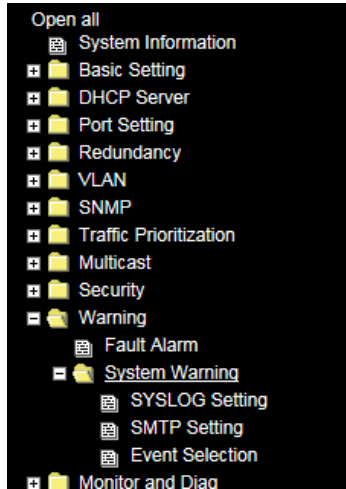 Open all
System Information
Basic Setting
DHCP Server
Port Setting
Redundancy
VLAN
SNMP
Traffic Prioritization
Multicast
Security
Warning
Fault Alarm
System Warning
SYSLOG Setting
SMTP Setting
Event Selection
Monitor and Diag